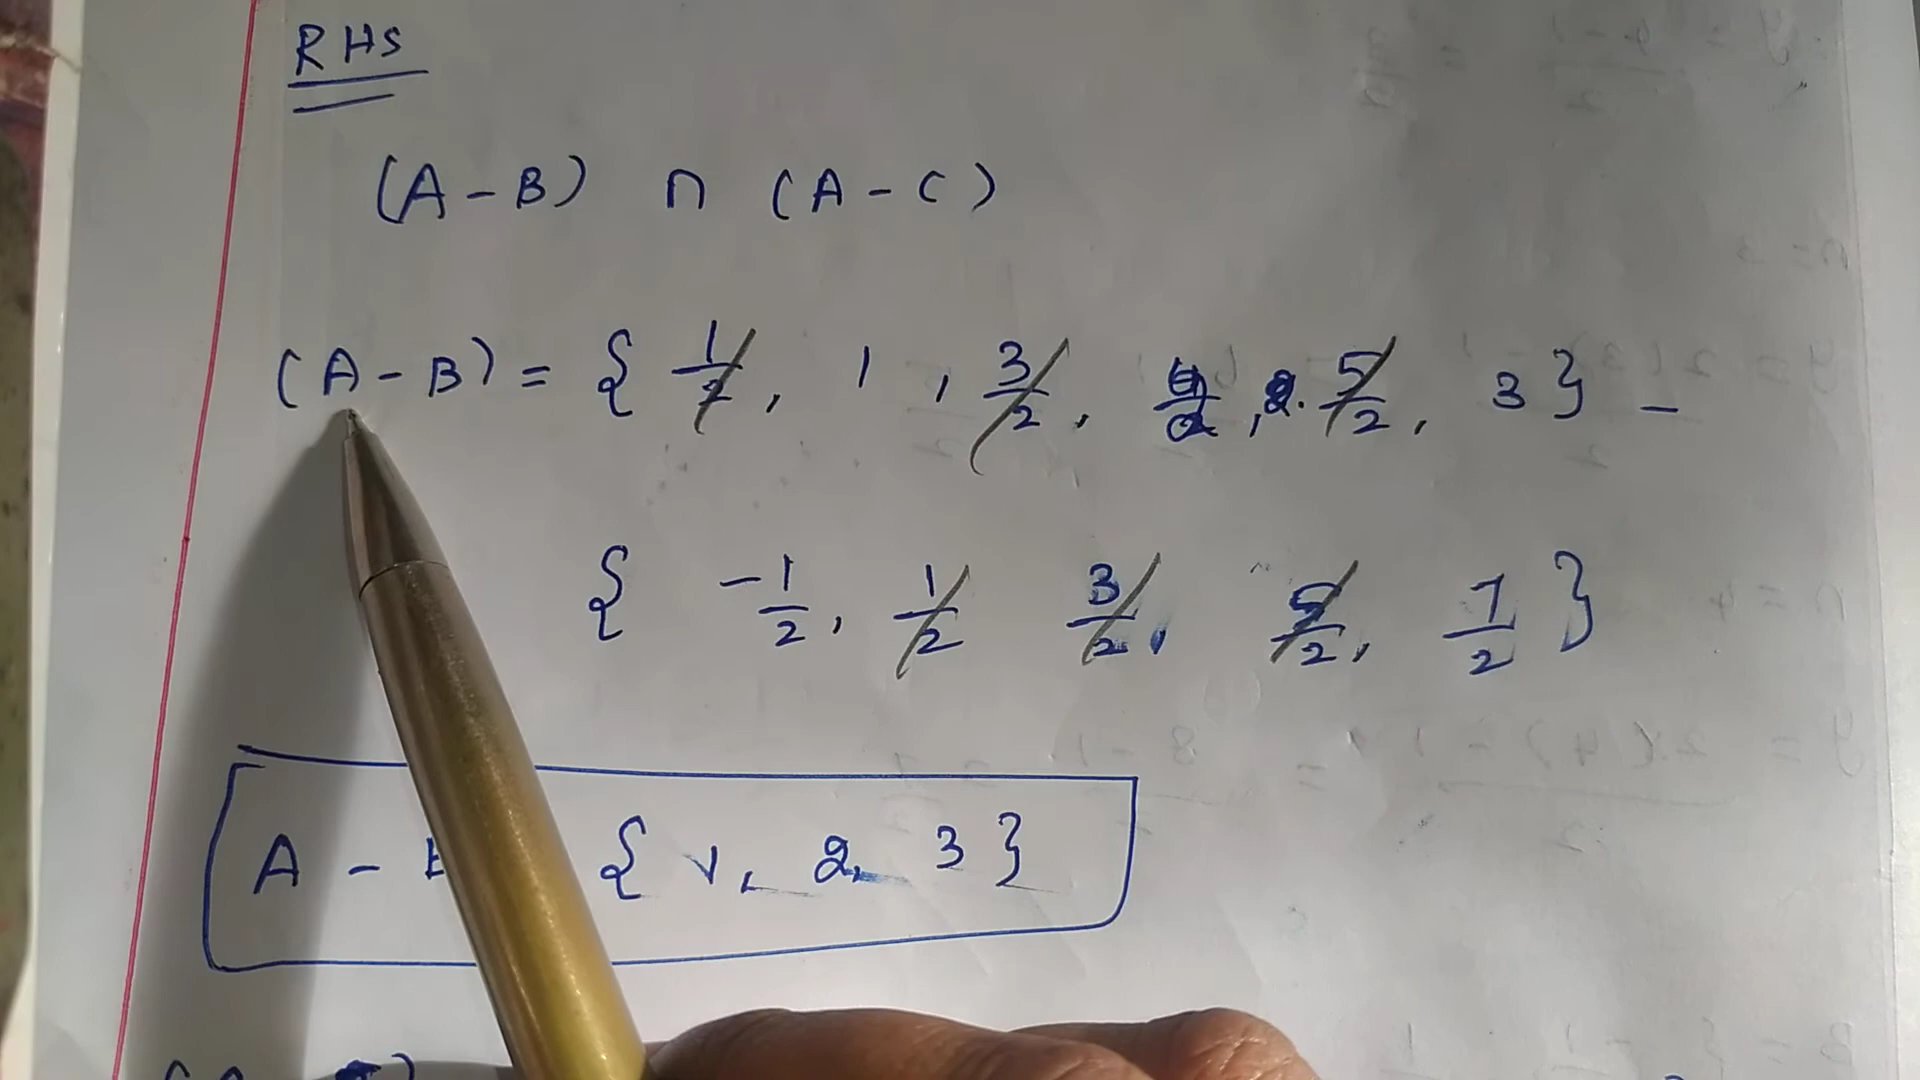 RHS
(A - B) ∩ (A - C)
(A - B) = { 1/2, 1, 3/2, 2, 5/2, 3 } -
{ -1/2, 1/2 3/2, 5/2, 7/2 }
A - { 1, 2, 3 }